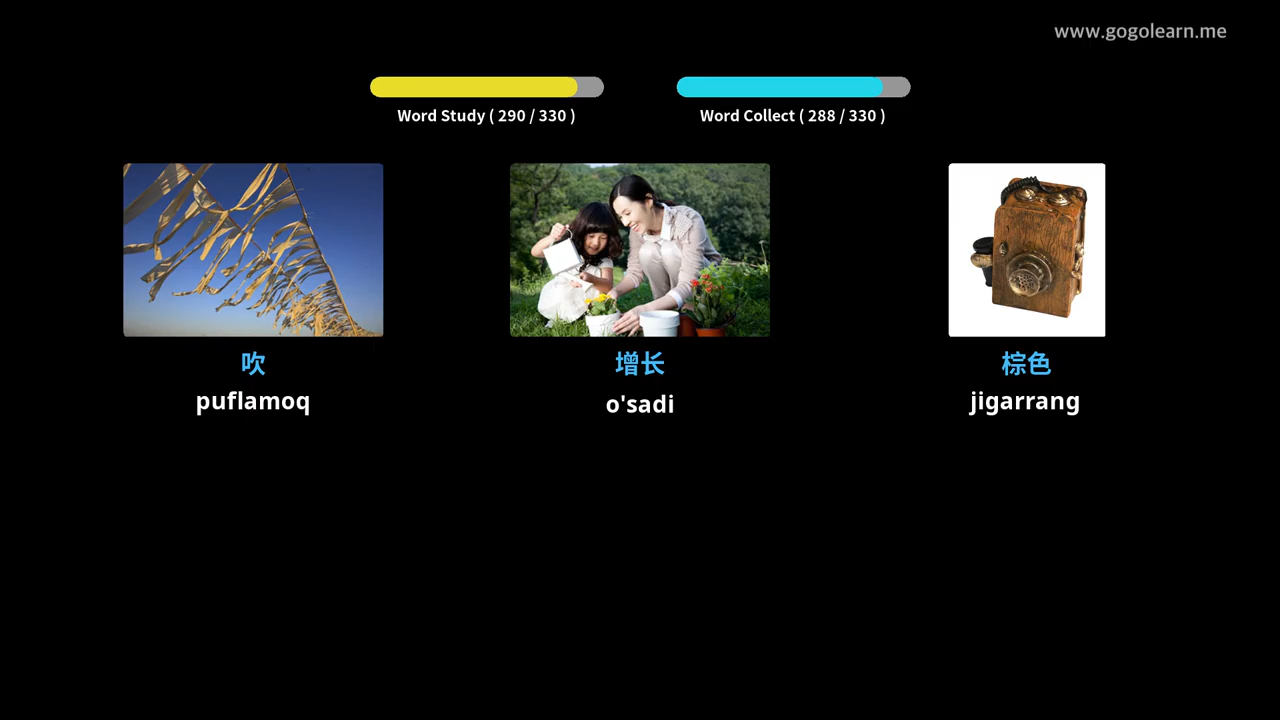 www.gogolearn.me
Word Study ( 290 / 330 )
Word Collect ( 288 / 330 )
吹
增长
棕色
puflamoq
o'sadi
jigarrang